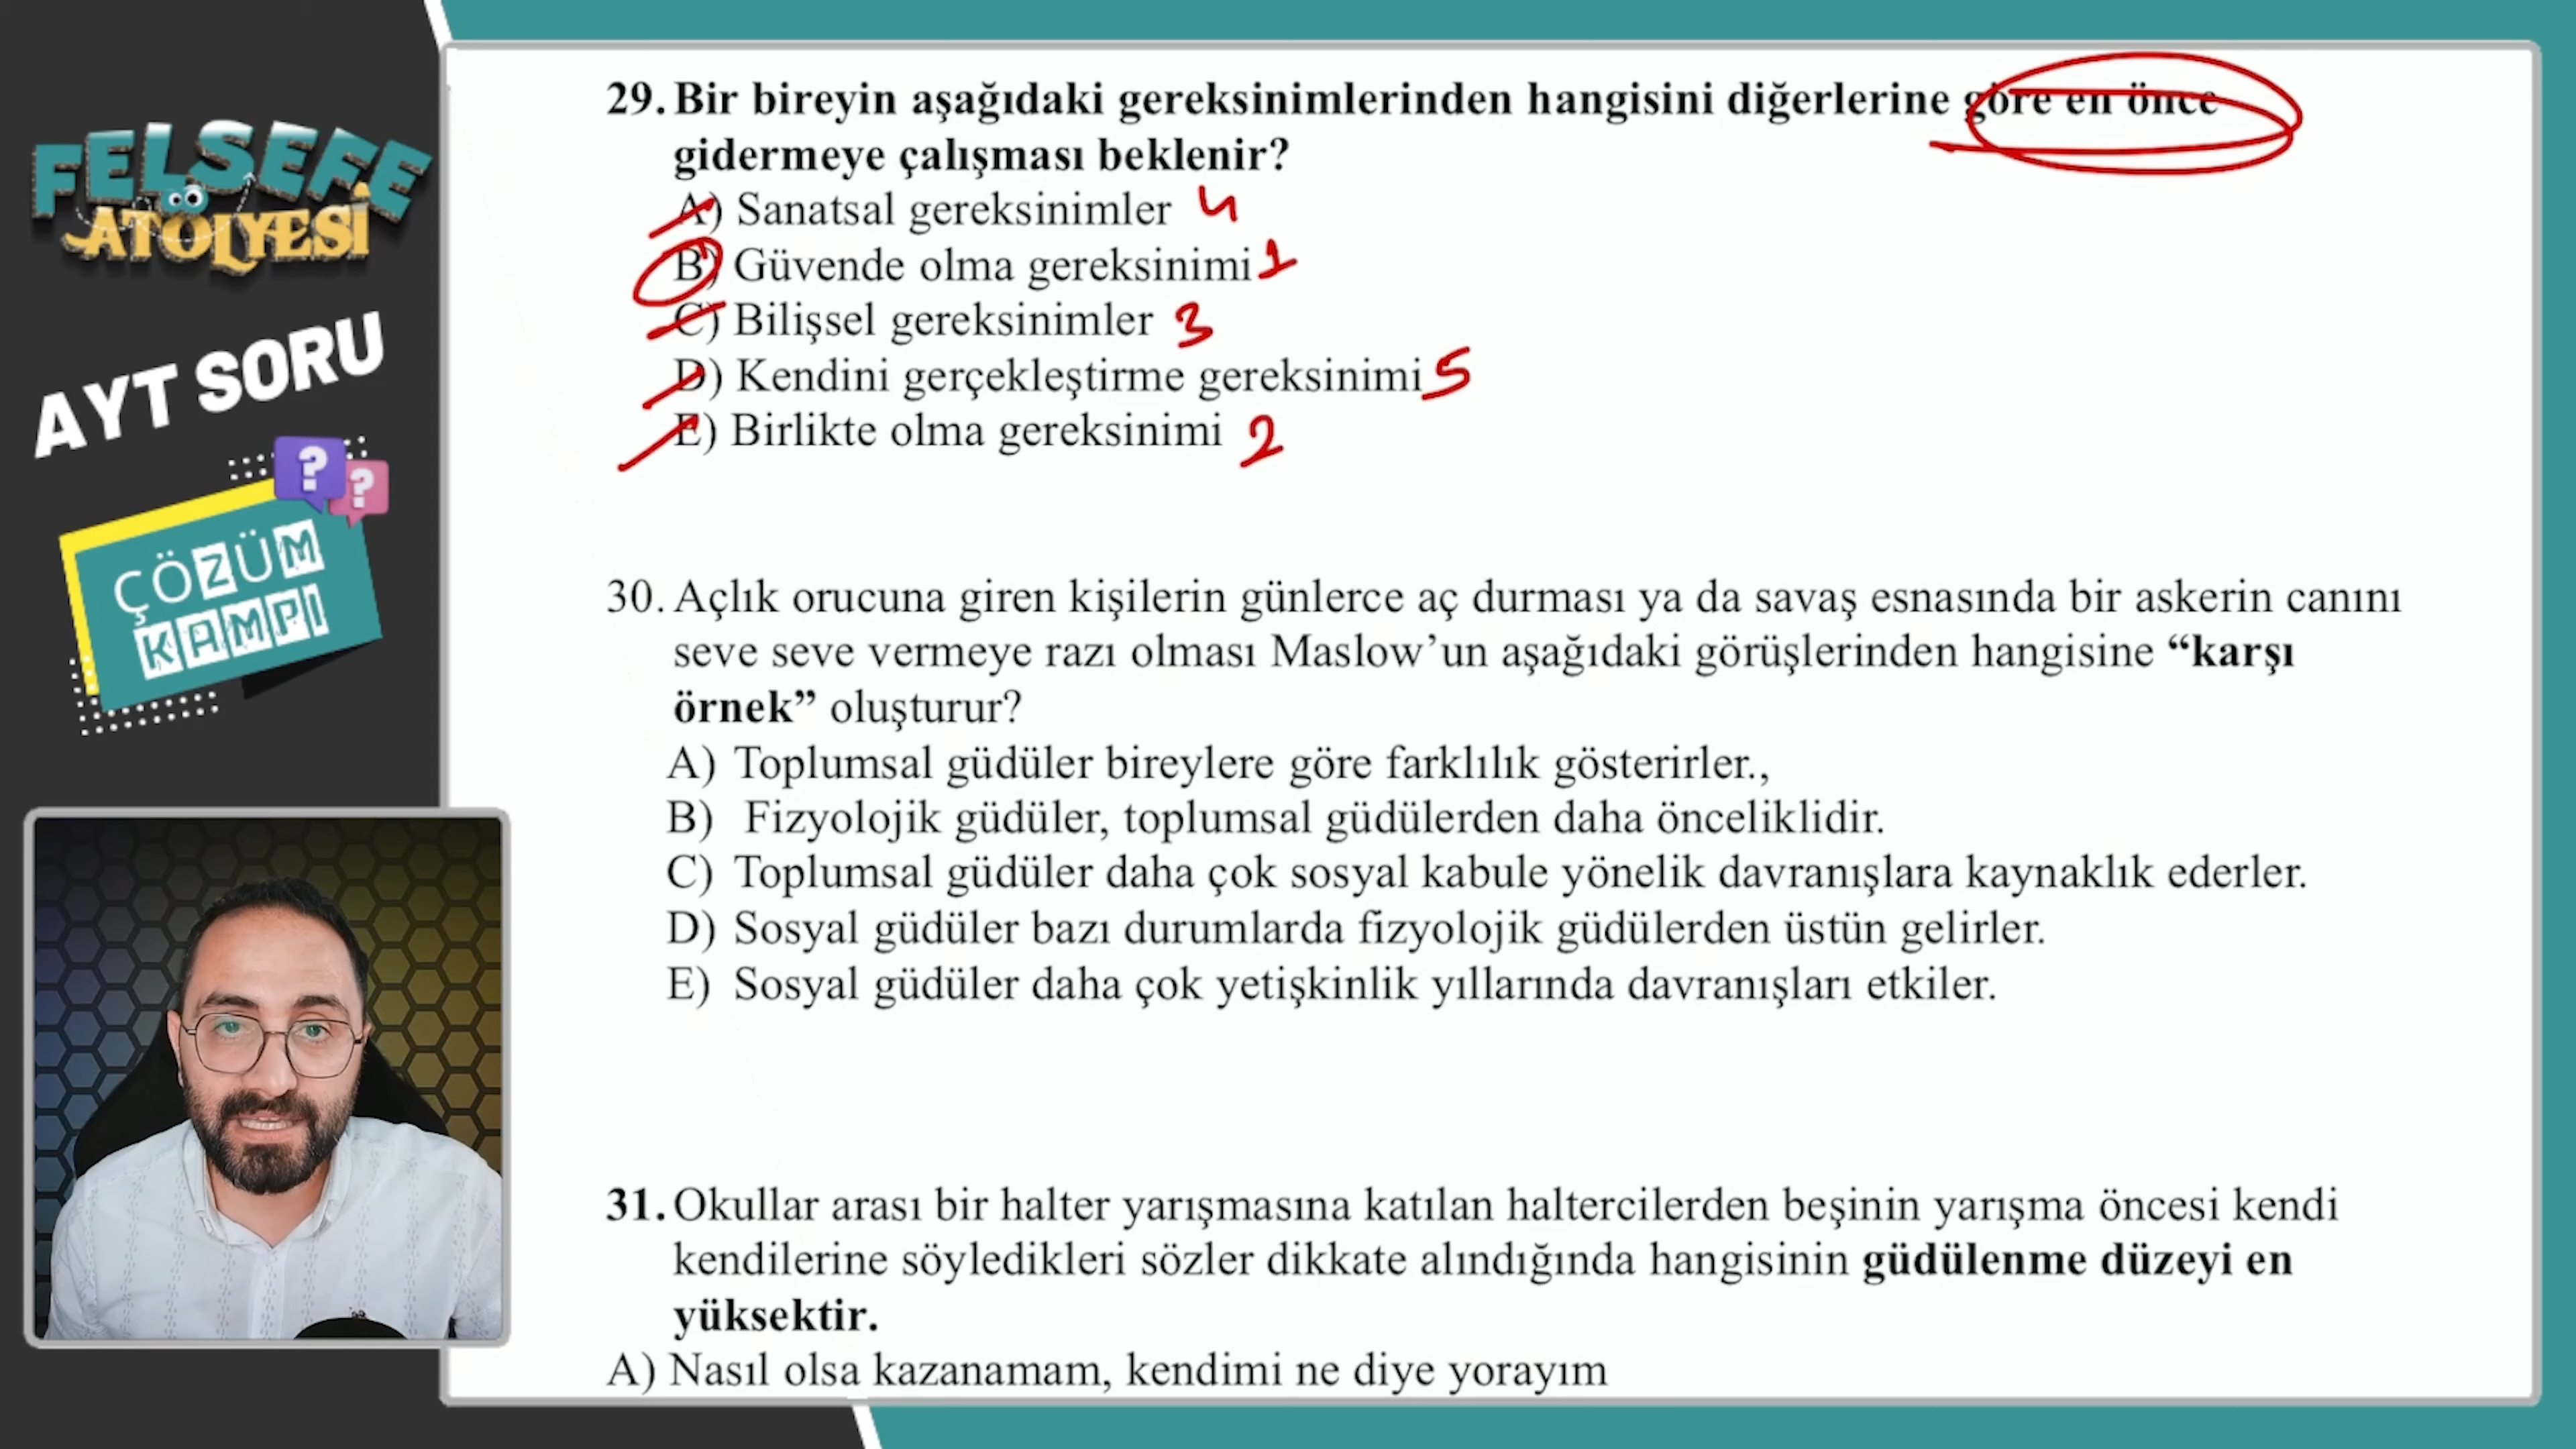 FELSEFE
ATÖLYESİ
AYT SORU
? ?
ÇÖZÜM
KAMPI
29. Bir bireyin aşağıdaki gereksinimlerinden hangisini diğerlerine göre en önce
gidermeye çalışması beklenir?
A) Sanatsal gereksinimler 4
B) Güvende olma gereksinimi 1
C) Bilişsel gereksinimler 3
D) Kendini gerçekleştirme gereksinimi 5
E) Birlikte olma gereksinimi 2
30. Açlık orucuna giren kişilerin günlerce aç durması ya da savaş esnasında bir askerin canını
seve seve vermeye razı olması Maslow’un aşağıdaki görüşlerinden hangisine “karşı
örnek” oluşturur?
A) Toplumsal güdüler bireylere göre farklılık gösterirler.,
B) Fizyolojik güdüler, toplumsal güdülerden daha önceliklidir.
C) Toplumsal güdüler daha çok sosyal kabule yönelik davranışlara kaynaklık ederler.
D) Sosyal güdüler bazı durumlarda fizyolojik güdülerden üstün gelirler.
E) Sosyal güdüler daha çok yetişkinlik yıllarında davranışları etkiler.
31. Okullar arası bir halter yarışmasına katılan haltercilerden beşinin yarışma öncesi kendi
kendilerine söyledikleri sözler dikkate alındığında hangisinin güdülenme düzeyi en
yüksektir.
A) Nasıl olsa kazanamam, kendimi ne diye yorayım